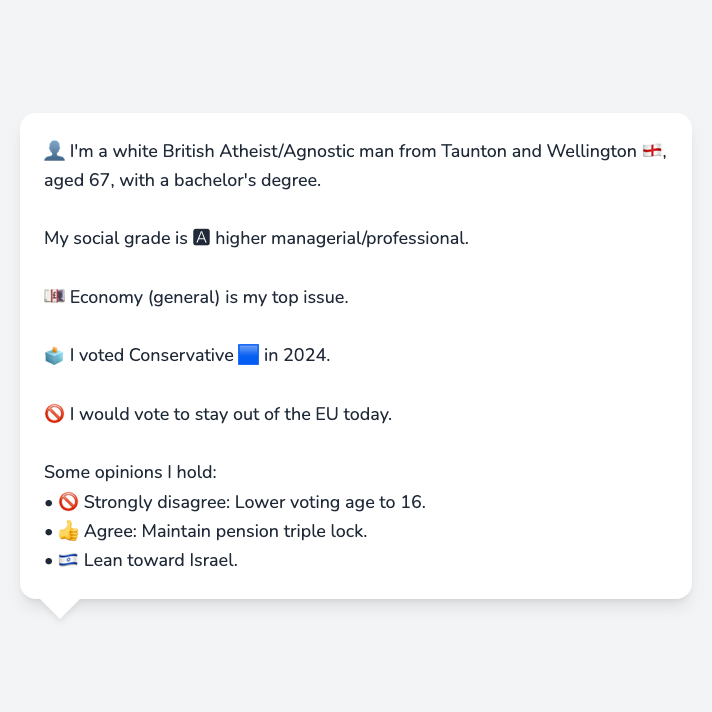 👤 I'm a white British Atheist/Agnostic man from Taunton and Wellington 🏴󠁧󠁢󠁥󠁮󠁧󠁿,
aged 67, with a bachelor's degree.
My social grade is 🅰 higher managerial/professional.
💷 Economy (general) is my top issue.
🗳️ I voted Conservative 🟦 in 2024.
🚫 I would vote to stay out of the EU today.
Some opinions I hold:
• 🚫 Strongly disagree: Lower voting age to 16.
• 👍 Agree: Maintain pension triple lock.
• 🇮🇱 Lean toward Israel.